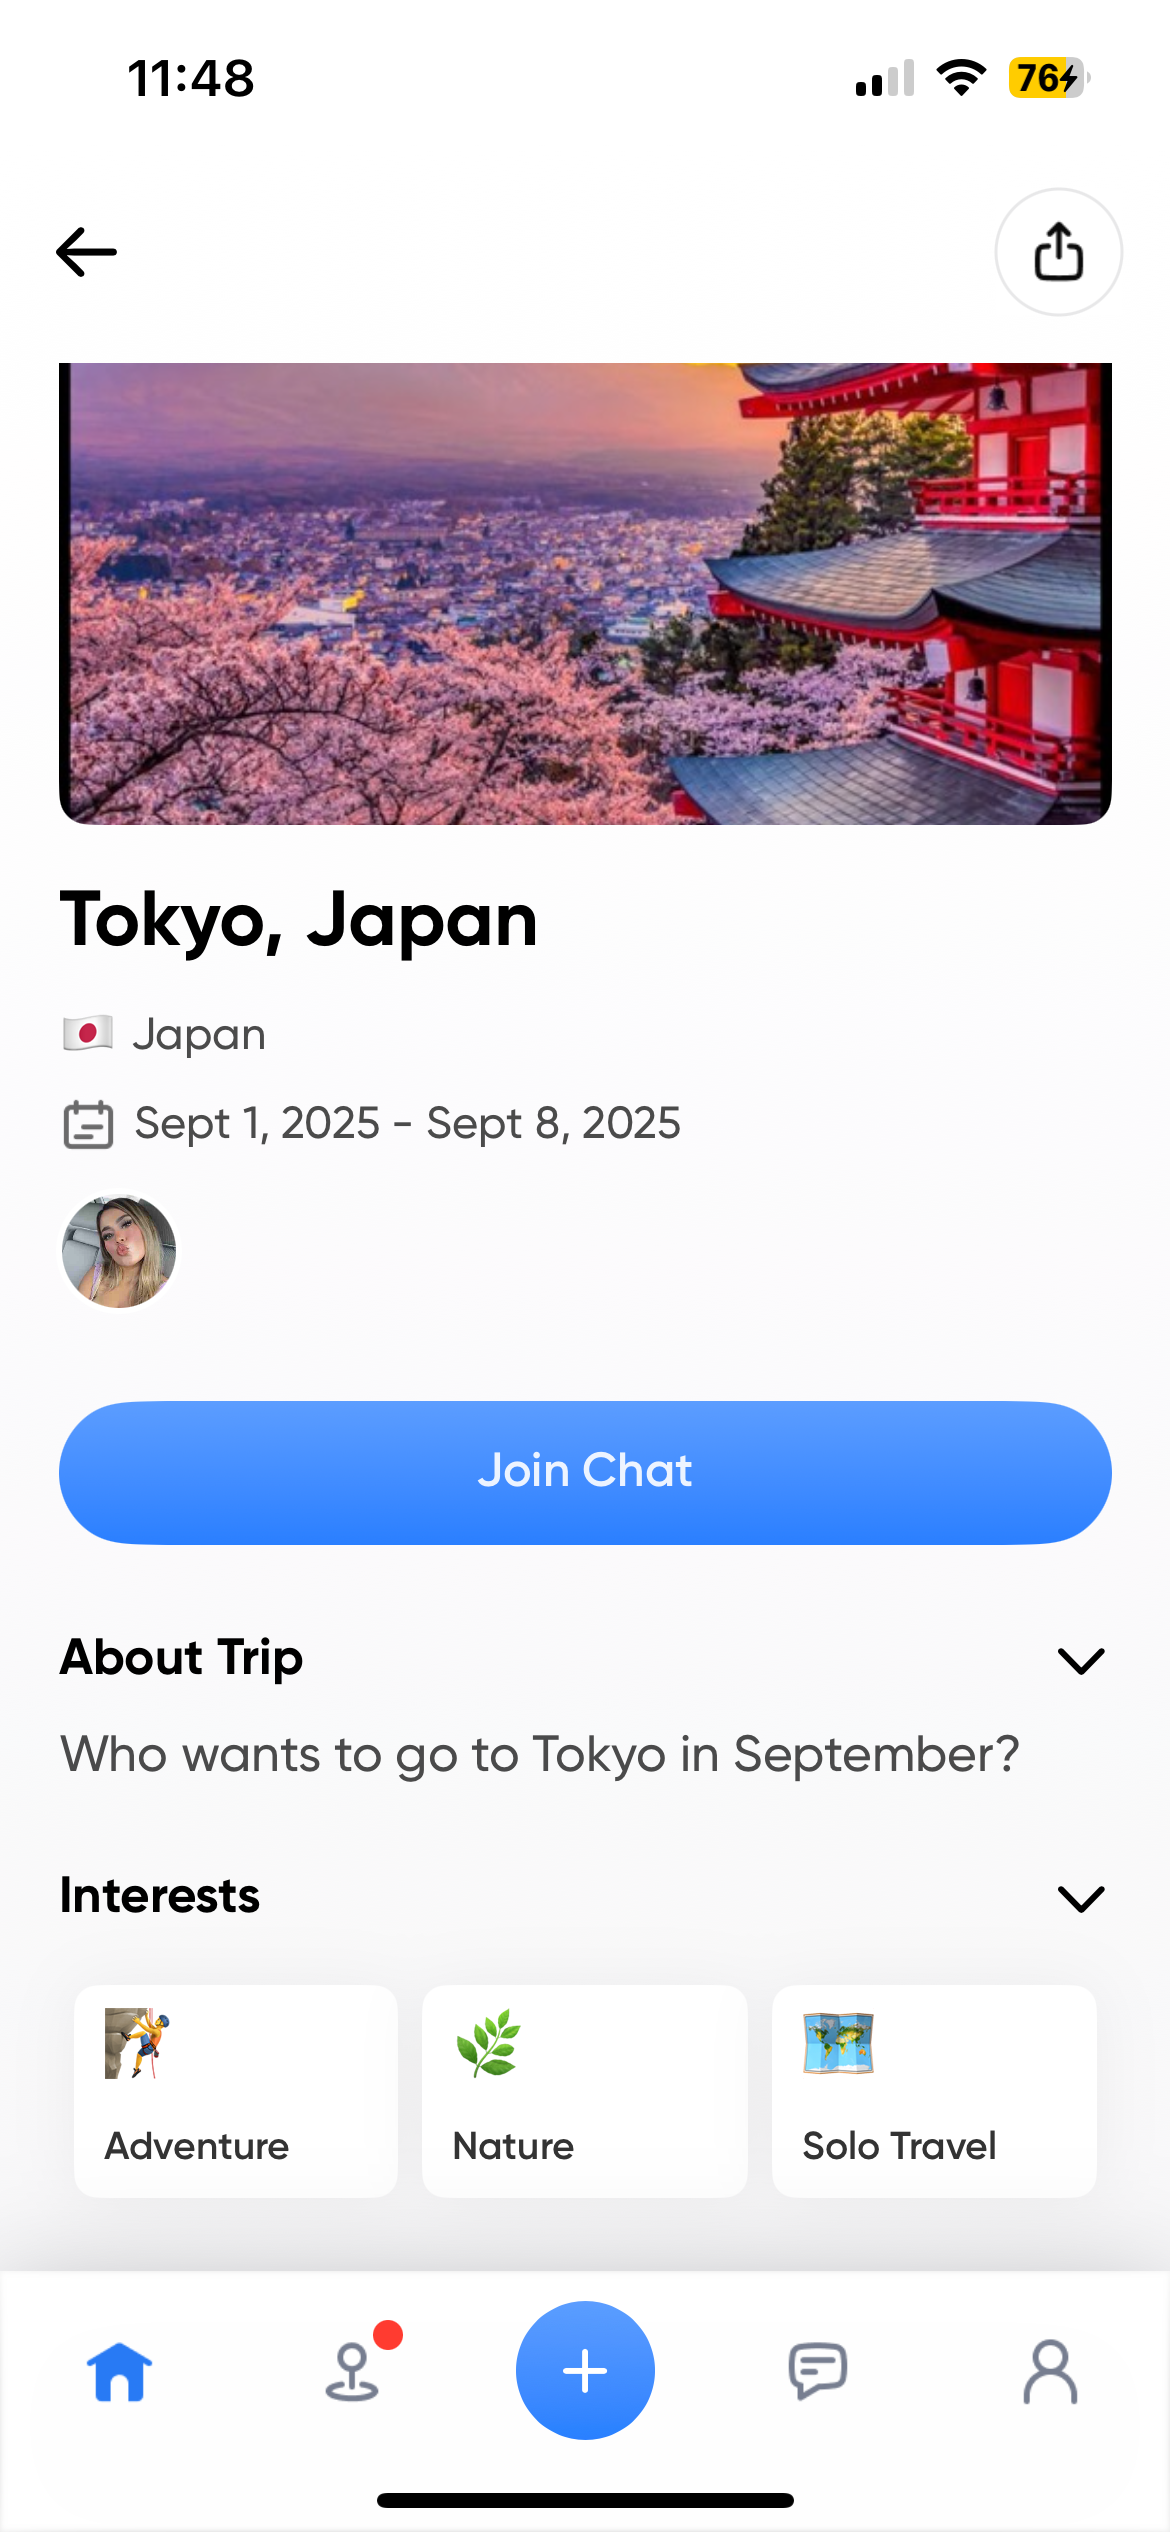 11:48
76
Tokyo, Japan
Japan
Sept 1, 2025 - Sept 8, 2025
Join Chat
About Trip
Who wants to go to Tokyo in September?
Interests
Adventure
Nature
Solo Travel